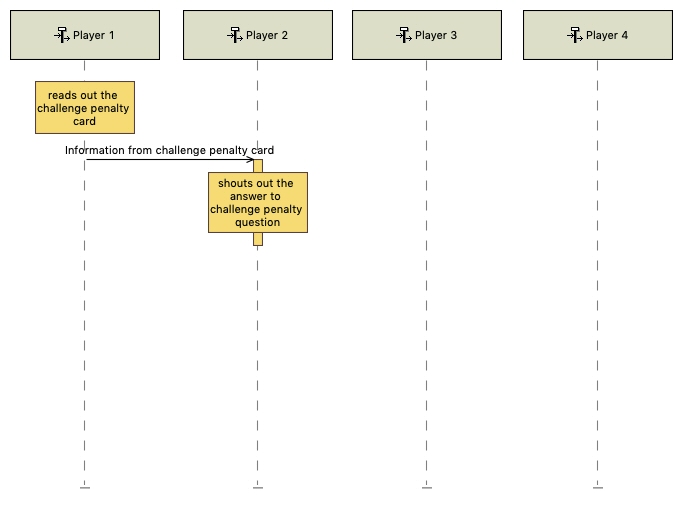 Player 1
Player 2
Player 3
Player 4
reads out the
challenge penalty
card
Information from challenge penalty card
shouts out the
answer to
challenge penalty
question